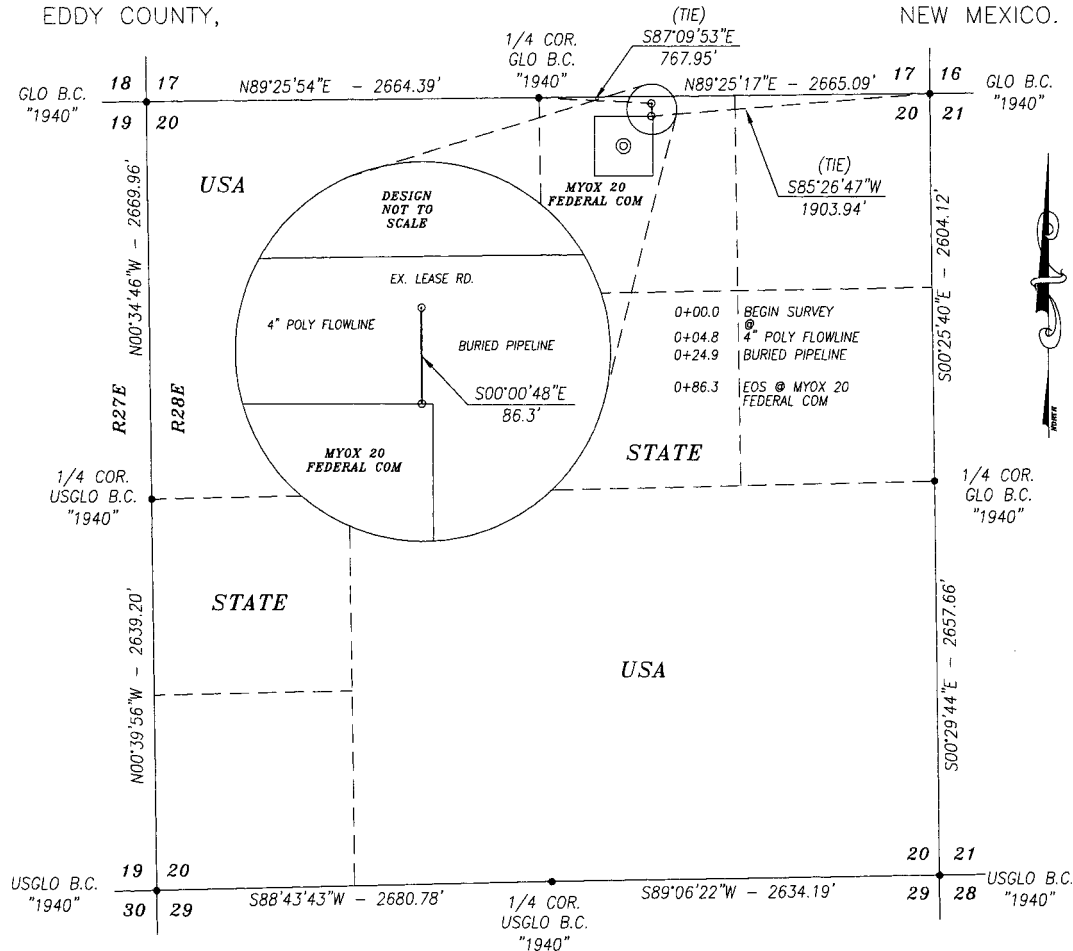 EDDY COUNTY,
NEW MEXICO.
(TIE)
S87°09'53"E
767.95'
1/4 COR.
GLO B.C.
"1940"
18 17
17 16
GLO B.C.
"1940"
N89°25'54"E - 2664.39'
N89°25'17"E - 2665.09'
GLO B.C.
"1940"
19 20
20 21
USA
MYOX 20
FEDERAL COM
(TIE)
S85°26'47"W
1903.94'
N00°34'46"W - 2669.96'
S00°25'40"E - 2604.12'
DESIGN
NOT TO
SCALE
EX. LEASE RD.
4" POLY FLOWLINE
BURIED PIPELINE
S00°00'48"E
86.3'
MYOX 20
FEDERAL COM
0+00.0 BEGIN SURVEY
@
0+04.8 4" POLY FLOWLINE
0+24.9 BURIED PIPELINE
0+86.3 EOS @ MYOX 20
FEDERAL COM
NORTH
R27E
R28E
STATE
1/4 COR.
USGLO B.C.
"1940"
1/4 COR.
GLO B.C.
"1940"
STATE
N00°39'56"W - 2639.20'
S00°29'44"E - 2657.66'
USA
19 20
20 21
USGLO B.C.
"1940"
30 29
S88°43'43"W - 2680.78'
1/4 COR.
USGLO B.C.
"1940"
S89°06'22"W - 2634.19'
29 28
USGLO B.C.
"1940"